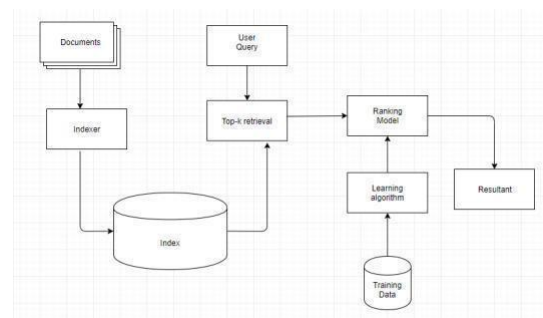 Documents
User
Query
Indexer
Top-k retrieval
Ranking
Model
Learning
algorithm
Resultant
Index
Training
Data